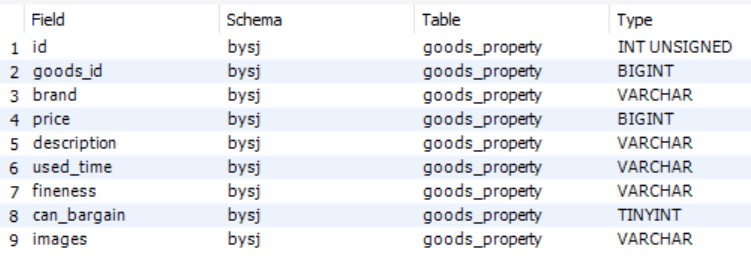 Field Schema Table Type
1 id bysj goods_property INT UNSIGNED
2 goods_id bysj goods_property BIGINT
3 brand bysj goods_property VARCHAR
4 price bysj goods_property BIGINT
5 description bysj goods_property VARCHAR
6 used_time bysj goods_property VARCHAR
7 fineness bysj goods_property VARCHAR
8 can_bargain bysj goods_property TINYINT
9 images bysj goods_property VARCHAR